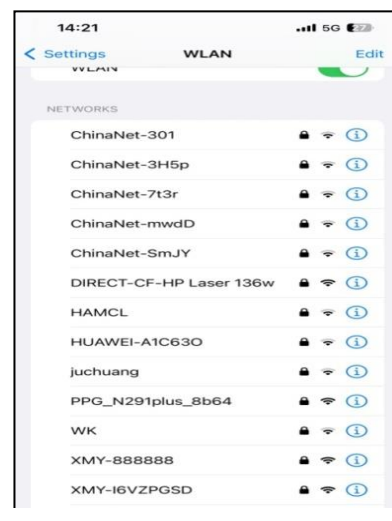 14:21 5G 27
Settings WLAN Edit
WLAN
NETWORKS
ChinaNet-301
ChinaNet-3H5p
ChinaNet-7t3r
ChinaNet-mwdD
ChinaNet-SmJY
DIRECT-CF-HP Laser 136w
HAMCL
HUAWEI-A1C63O
juchuang
PPG_N291plus_8b64
WK
XMY-888888
XMY-I6VZPGSD